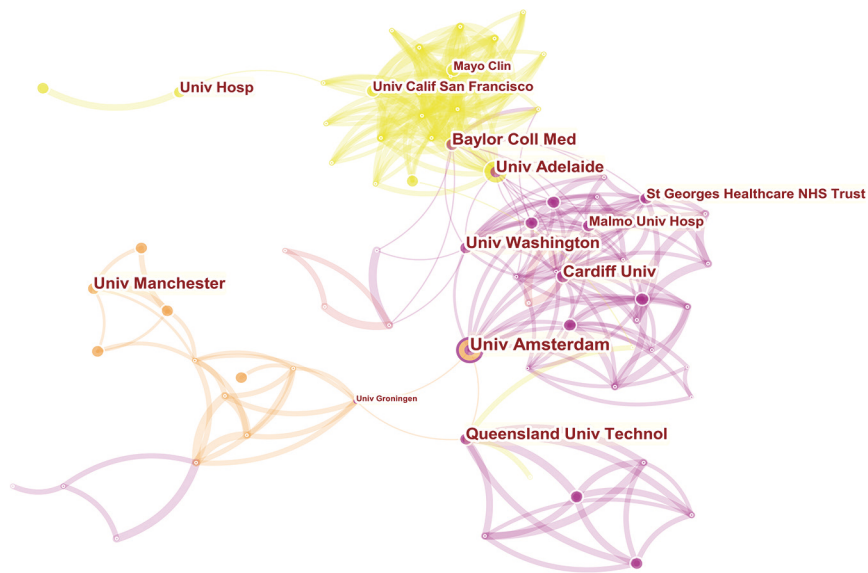 Mayo Clin
Univ Hosp
Univ Calif San Francisco
Baylor Coll Med
Univ Adelaide
St Georges Healthcare NHS Trust
Malmo Univ Hosp
Univ Washington
Cardiff Univ
Univ Manchester
Univ Amsterdam
Univ Groningen
Queensland Univ Technol